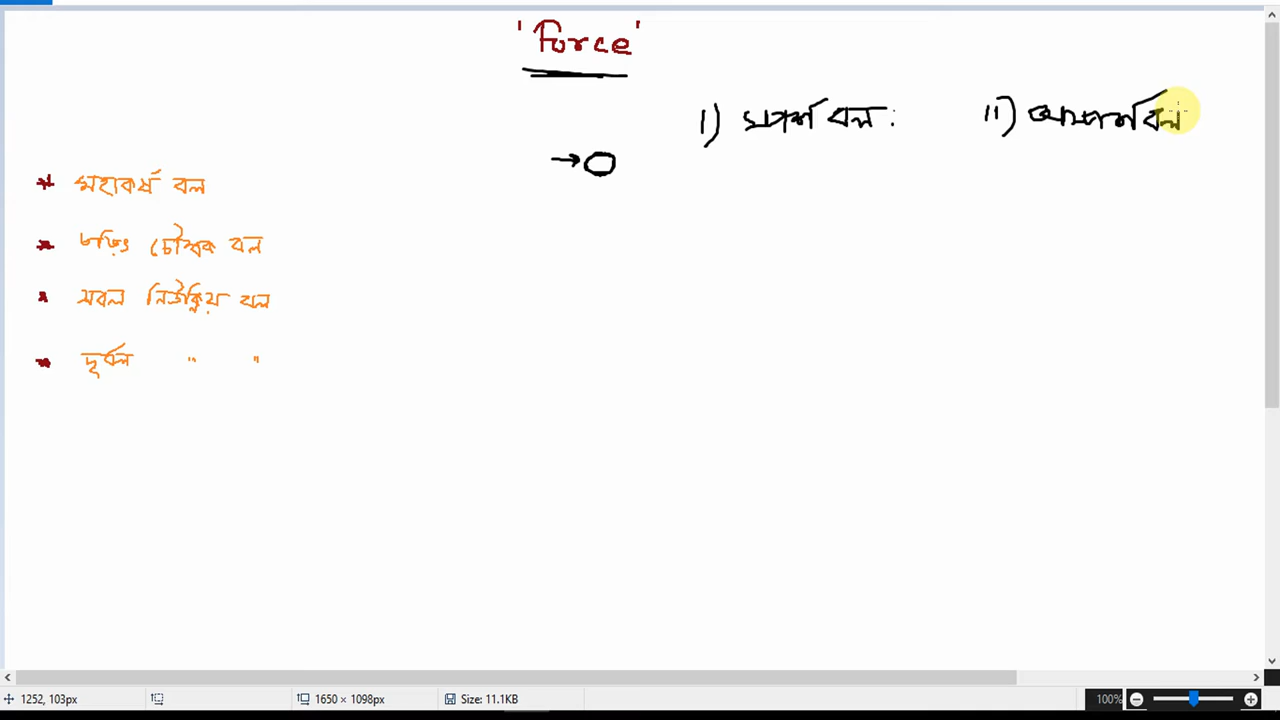 'Force'
i) স্পর্শ বল : ii) অস্পর্শ বল
মহাকর্ষ বল
তড়িৎ চৌম্বক বল
সবল নিউক্লিয় বল
দূর্বল " "
1252, 103px 1650 × 1098px Size: 11.1KB 100%